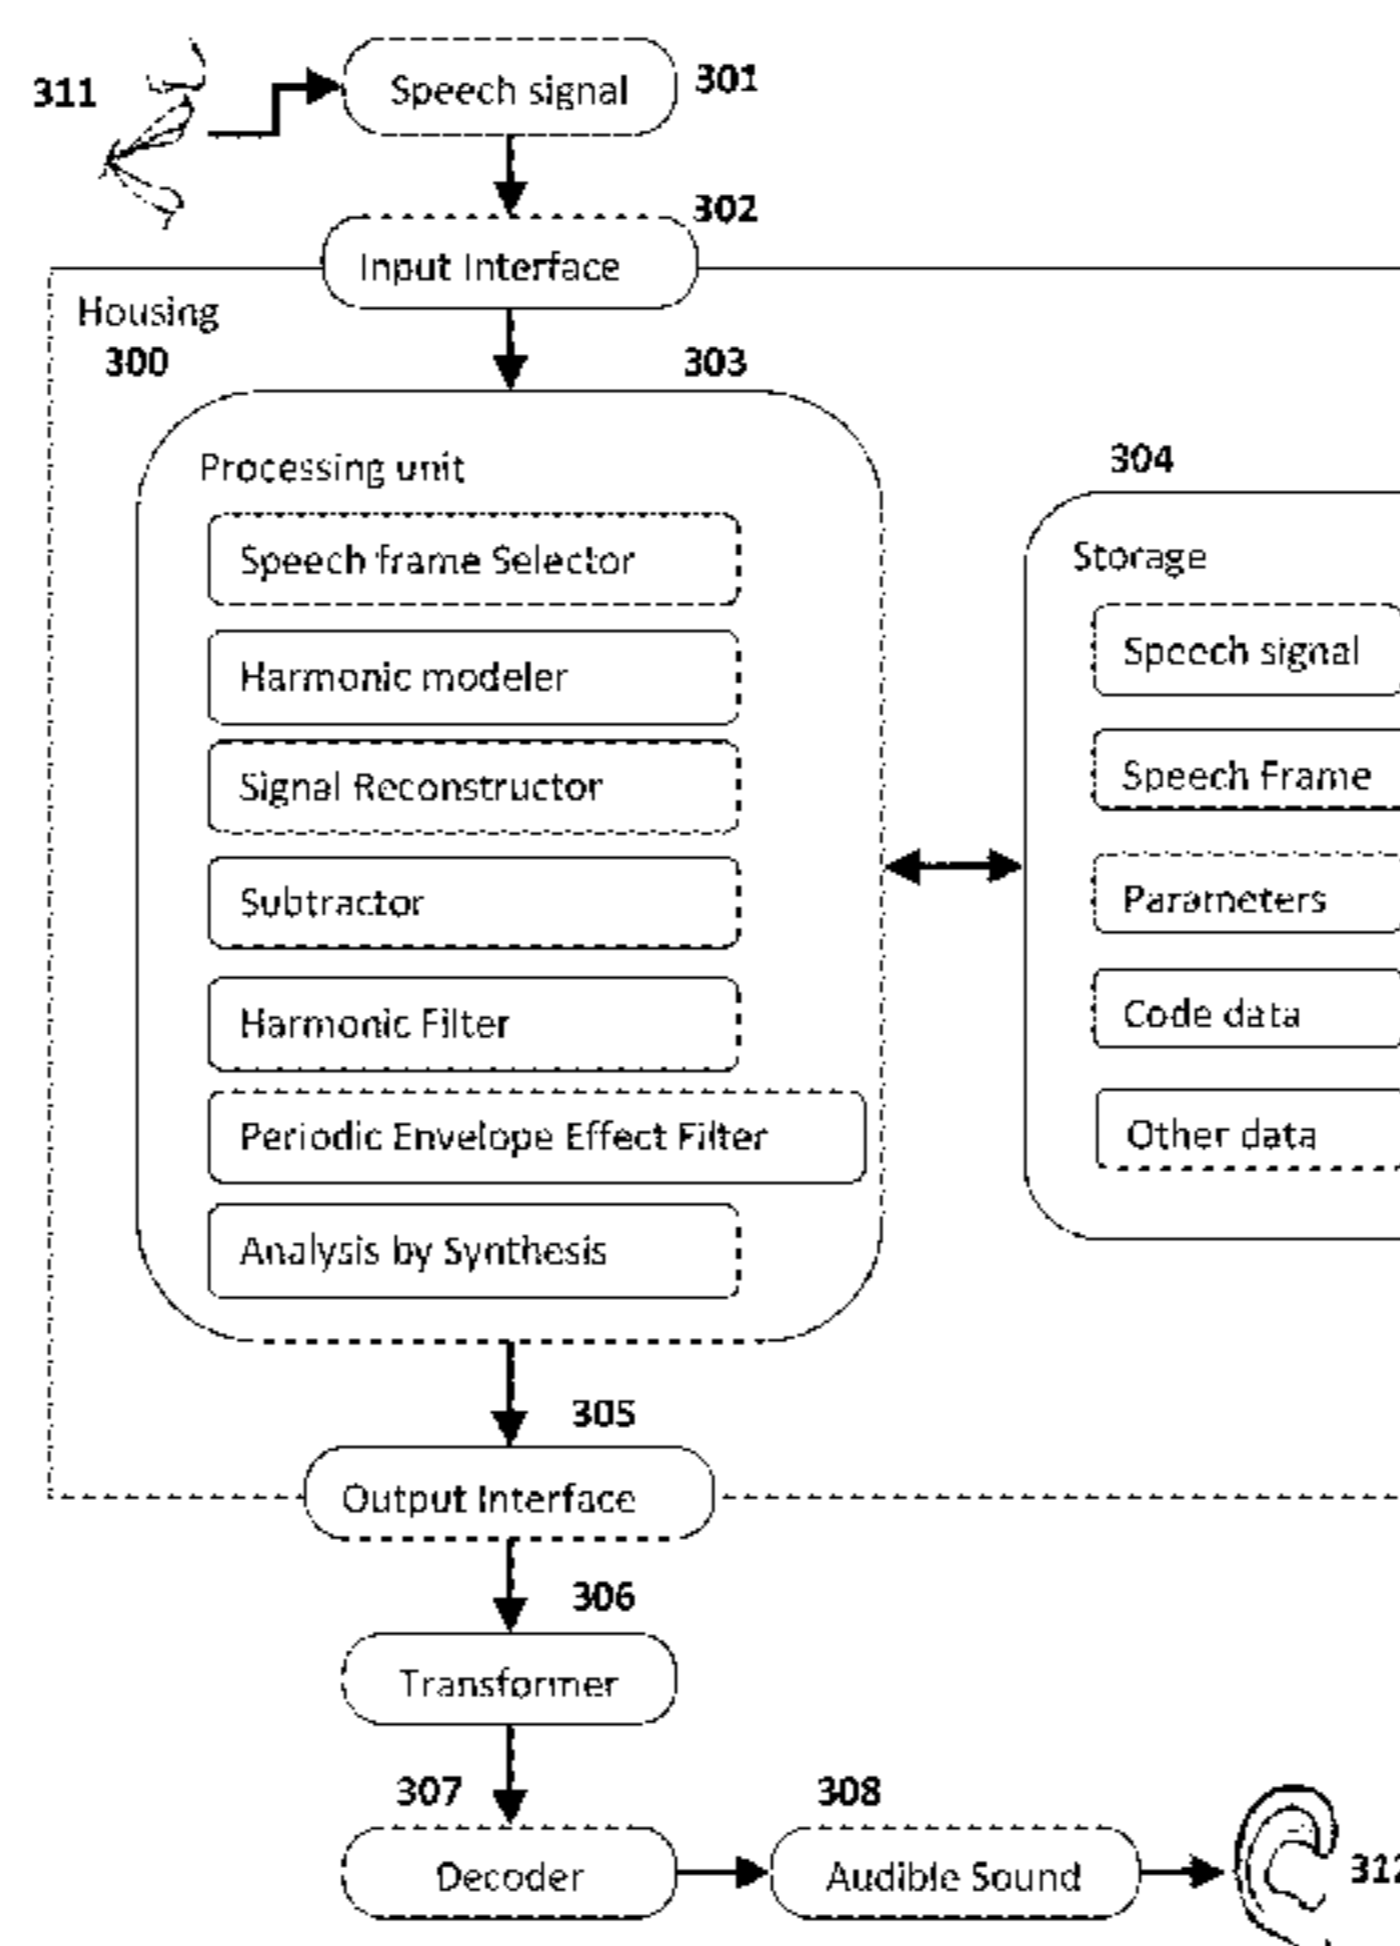 311
Speech signal
301
302
Input Interface
Housing
300
303
Processing unit
Speech frame Selector
Harmonic modeler
Signal Reconstructor
Subtractor
Harmonic Filter
Periodic Envelope Effect Filter
Analysis by Synthesis
304
Storage
Speech signal
Speech Frame
Parameters
Code data
Other data
305
Output Interface
306
Transformer
307
Decoder
308
Audible Sound
312